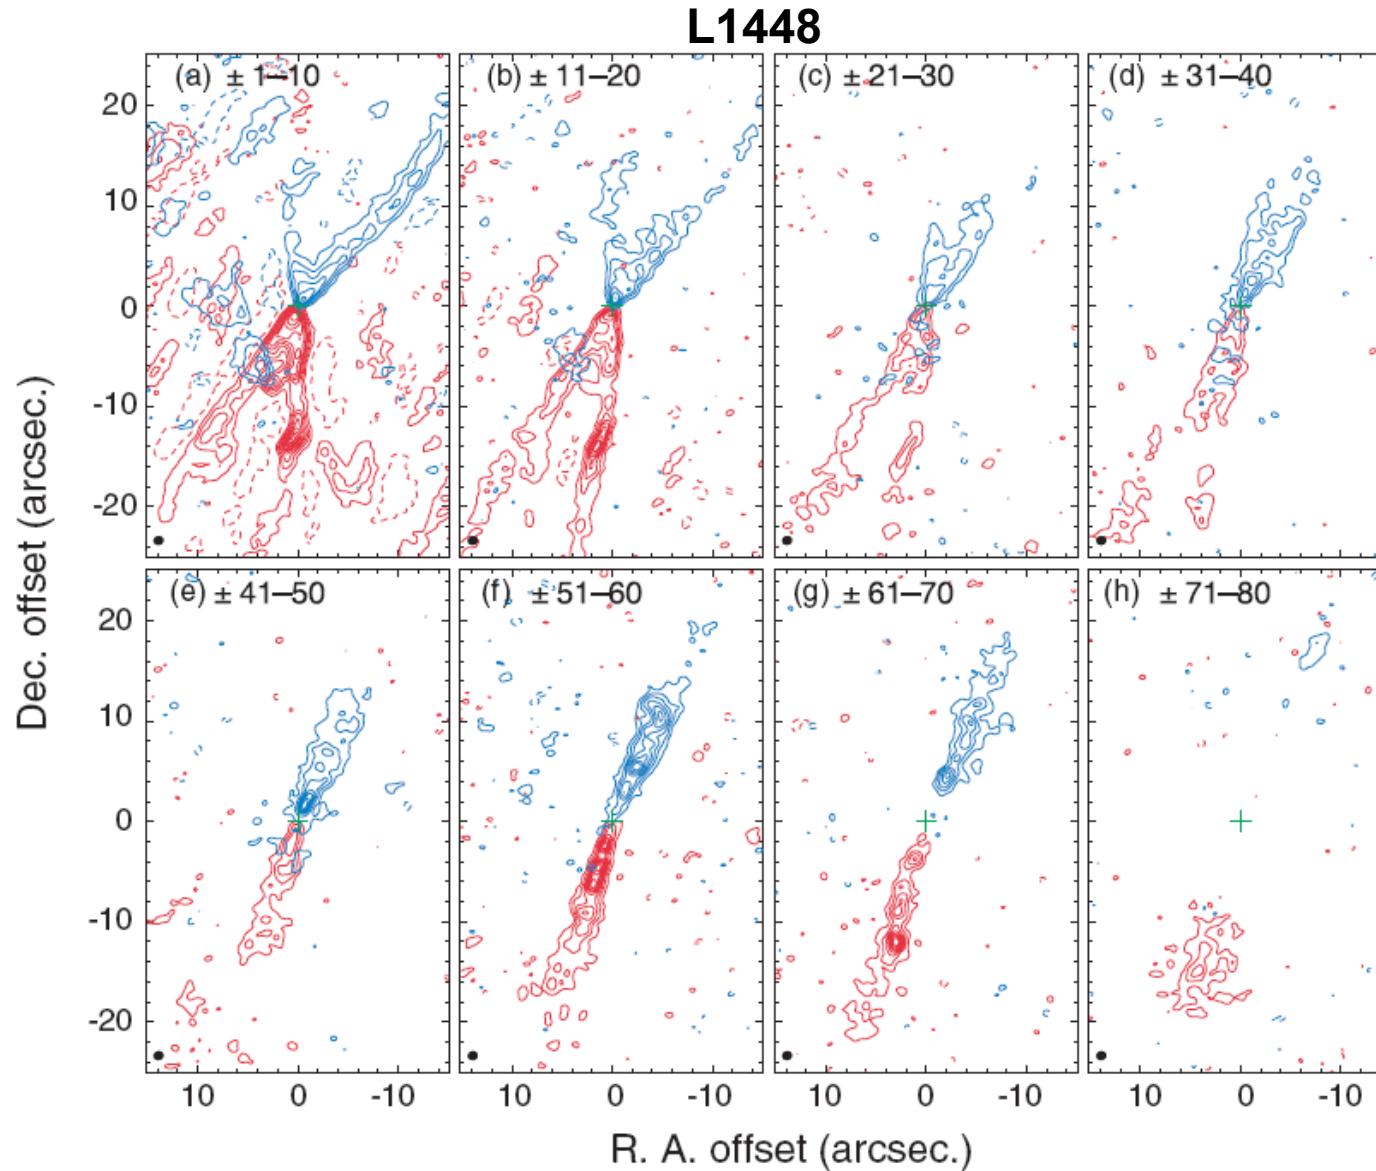 L1448
(a) ± 1–10
(b) ± 11–20
(c) ± 21–30
(d) ± 31–40
20
10
0
-10
-20
(e) ± 41–50
(f) ± 51–60
(g) ± 61–70
(h) ± 71–80
20
10
0
-10
-20
10 0 -10
10 0 -10
10 0 -10
10 0 -10
Dec. offset (arcsec.)
R. A. offset (arcsec.)